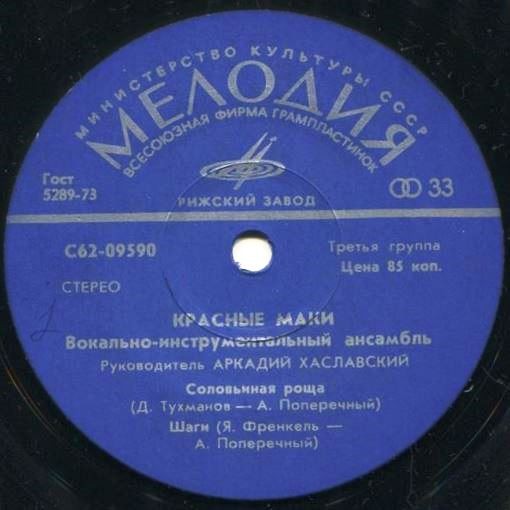 МИНИСТЕРСТВО КУЛЬТУРЫ СССР
МЕЛОДИЯ
ВСЕСОЮЗНАЯ ФИРМА ГРАМПЛАСТИНОК
Гост
5289-73
33
РИЖСКИЙ ЗАВОД
С62-09590
Третья группа
Цена 85 коп.
СТЕРЕО
КРАСНЫЕ МАКИ
Вокально-инструментальный ансамбль
Руководитель АРКАДИЙ ХАСЛАВСКИЙ
Соловьиная роща
(Д. Тухманов — А. Поперечный)
Шаги (Я. Френкель —
А. Поперечный)